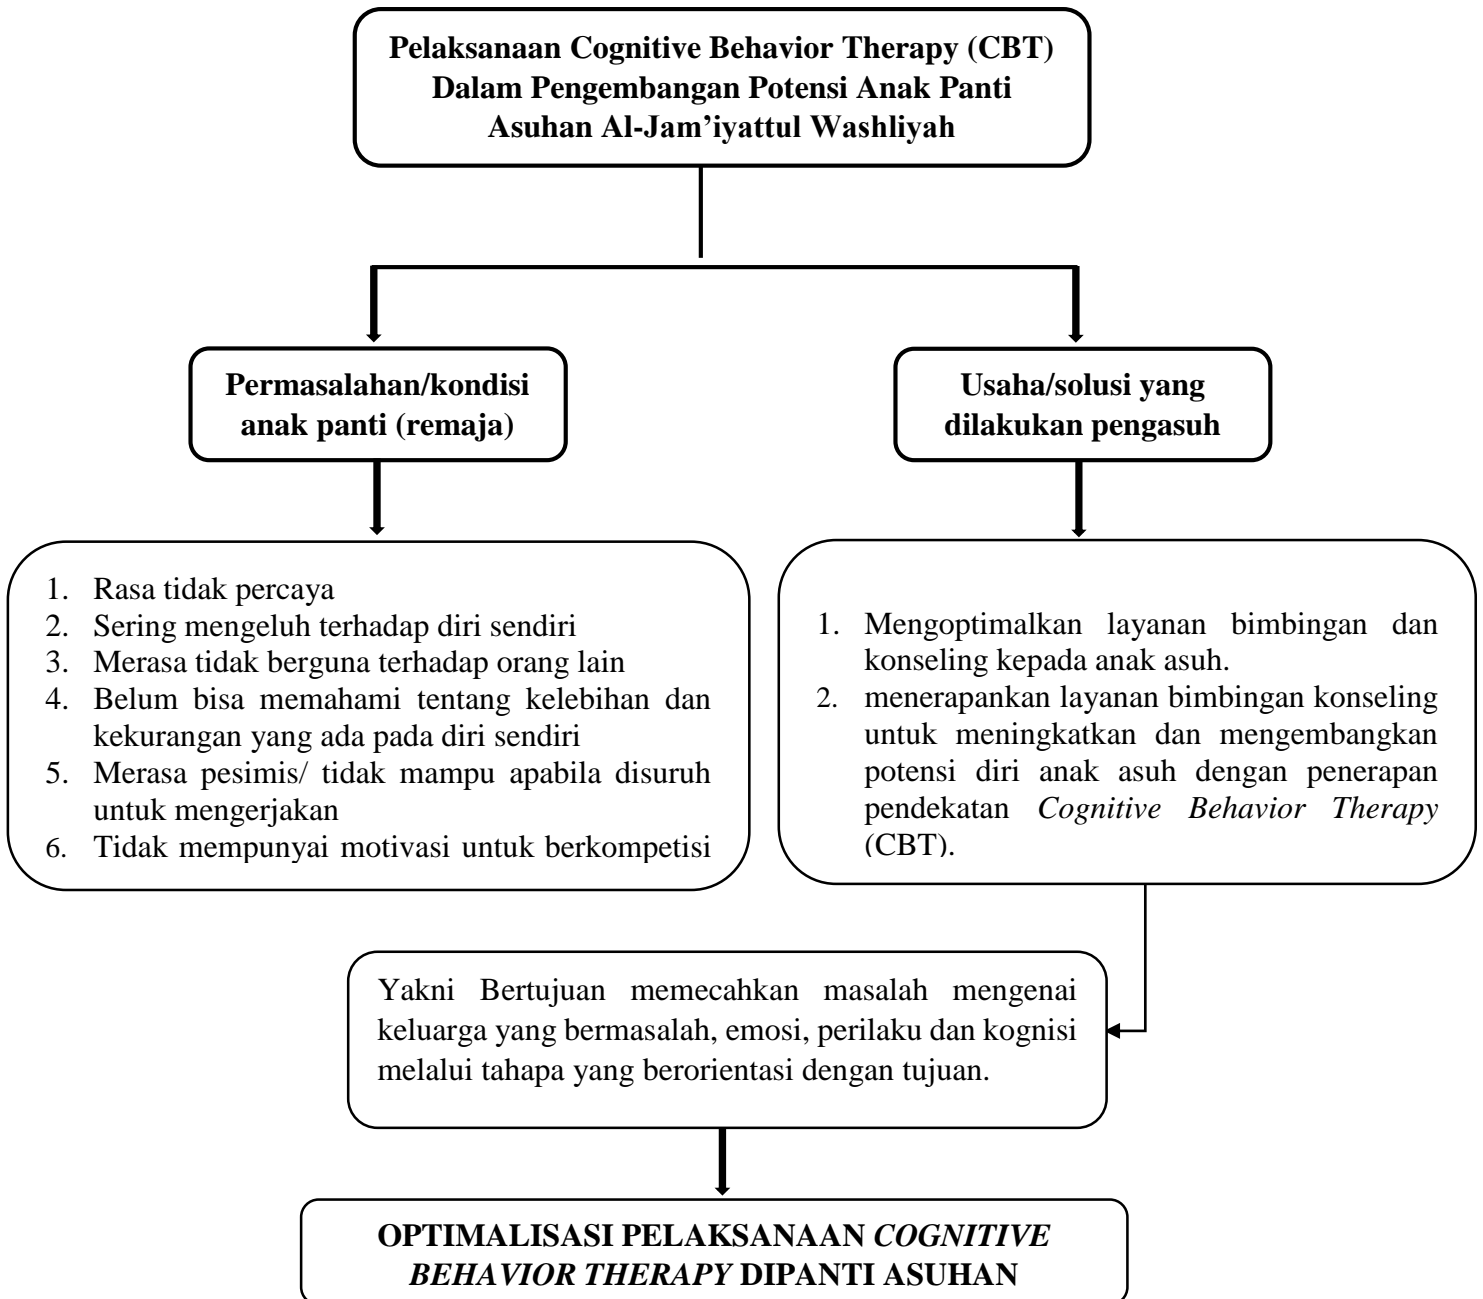 Pelaksanaan Cognitive Behavior Therapy (CBT)
Dalam Pengembangan Potensi Anak Panti
Asuhan Al-Jam’iyattul Washliyah
Permasalahan/kondisi
anak panti (remaja)
Usaha/solusi yang
dilakukan pengasuh
1. Rasa tidak percaya
2. Sering mengeluh terhadap diri sendiri
3. Merasa tidak berguna terhadap orang lain
4. Belum bisa memahami tentang kelebihan dan
kekurangan yang ada pada diri sendiri
5. Merasa pesimis/ tidak mampu apabila disuruh
untuk mengerjakan
6. Tidak mempunyai motivasi untuk berkompetisi
1. Mengoptimalkan layanan bimbingan dan
konseling kepada anak asuh.
2. menerapankan layanan bimbingan konseling
untuk meningkatkan dan mengembangkan
potensi diri anak asuh dengan penerapan
pendekatan Cognitive Behavior Therapy
(CBT).
Yakni Bertujuan memecahkan masalah mengenai
keluarga yang bermasalah, emosi, perilaku dan kognisi
melalui tahapa yang berorientasi dengan tujuan.
OPTIMALISASI PELAKSANAAN COGNITIVE
BEHAVIOR THERAPY DIPANTI ASUHAN